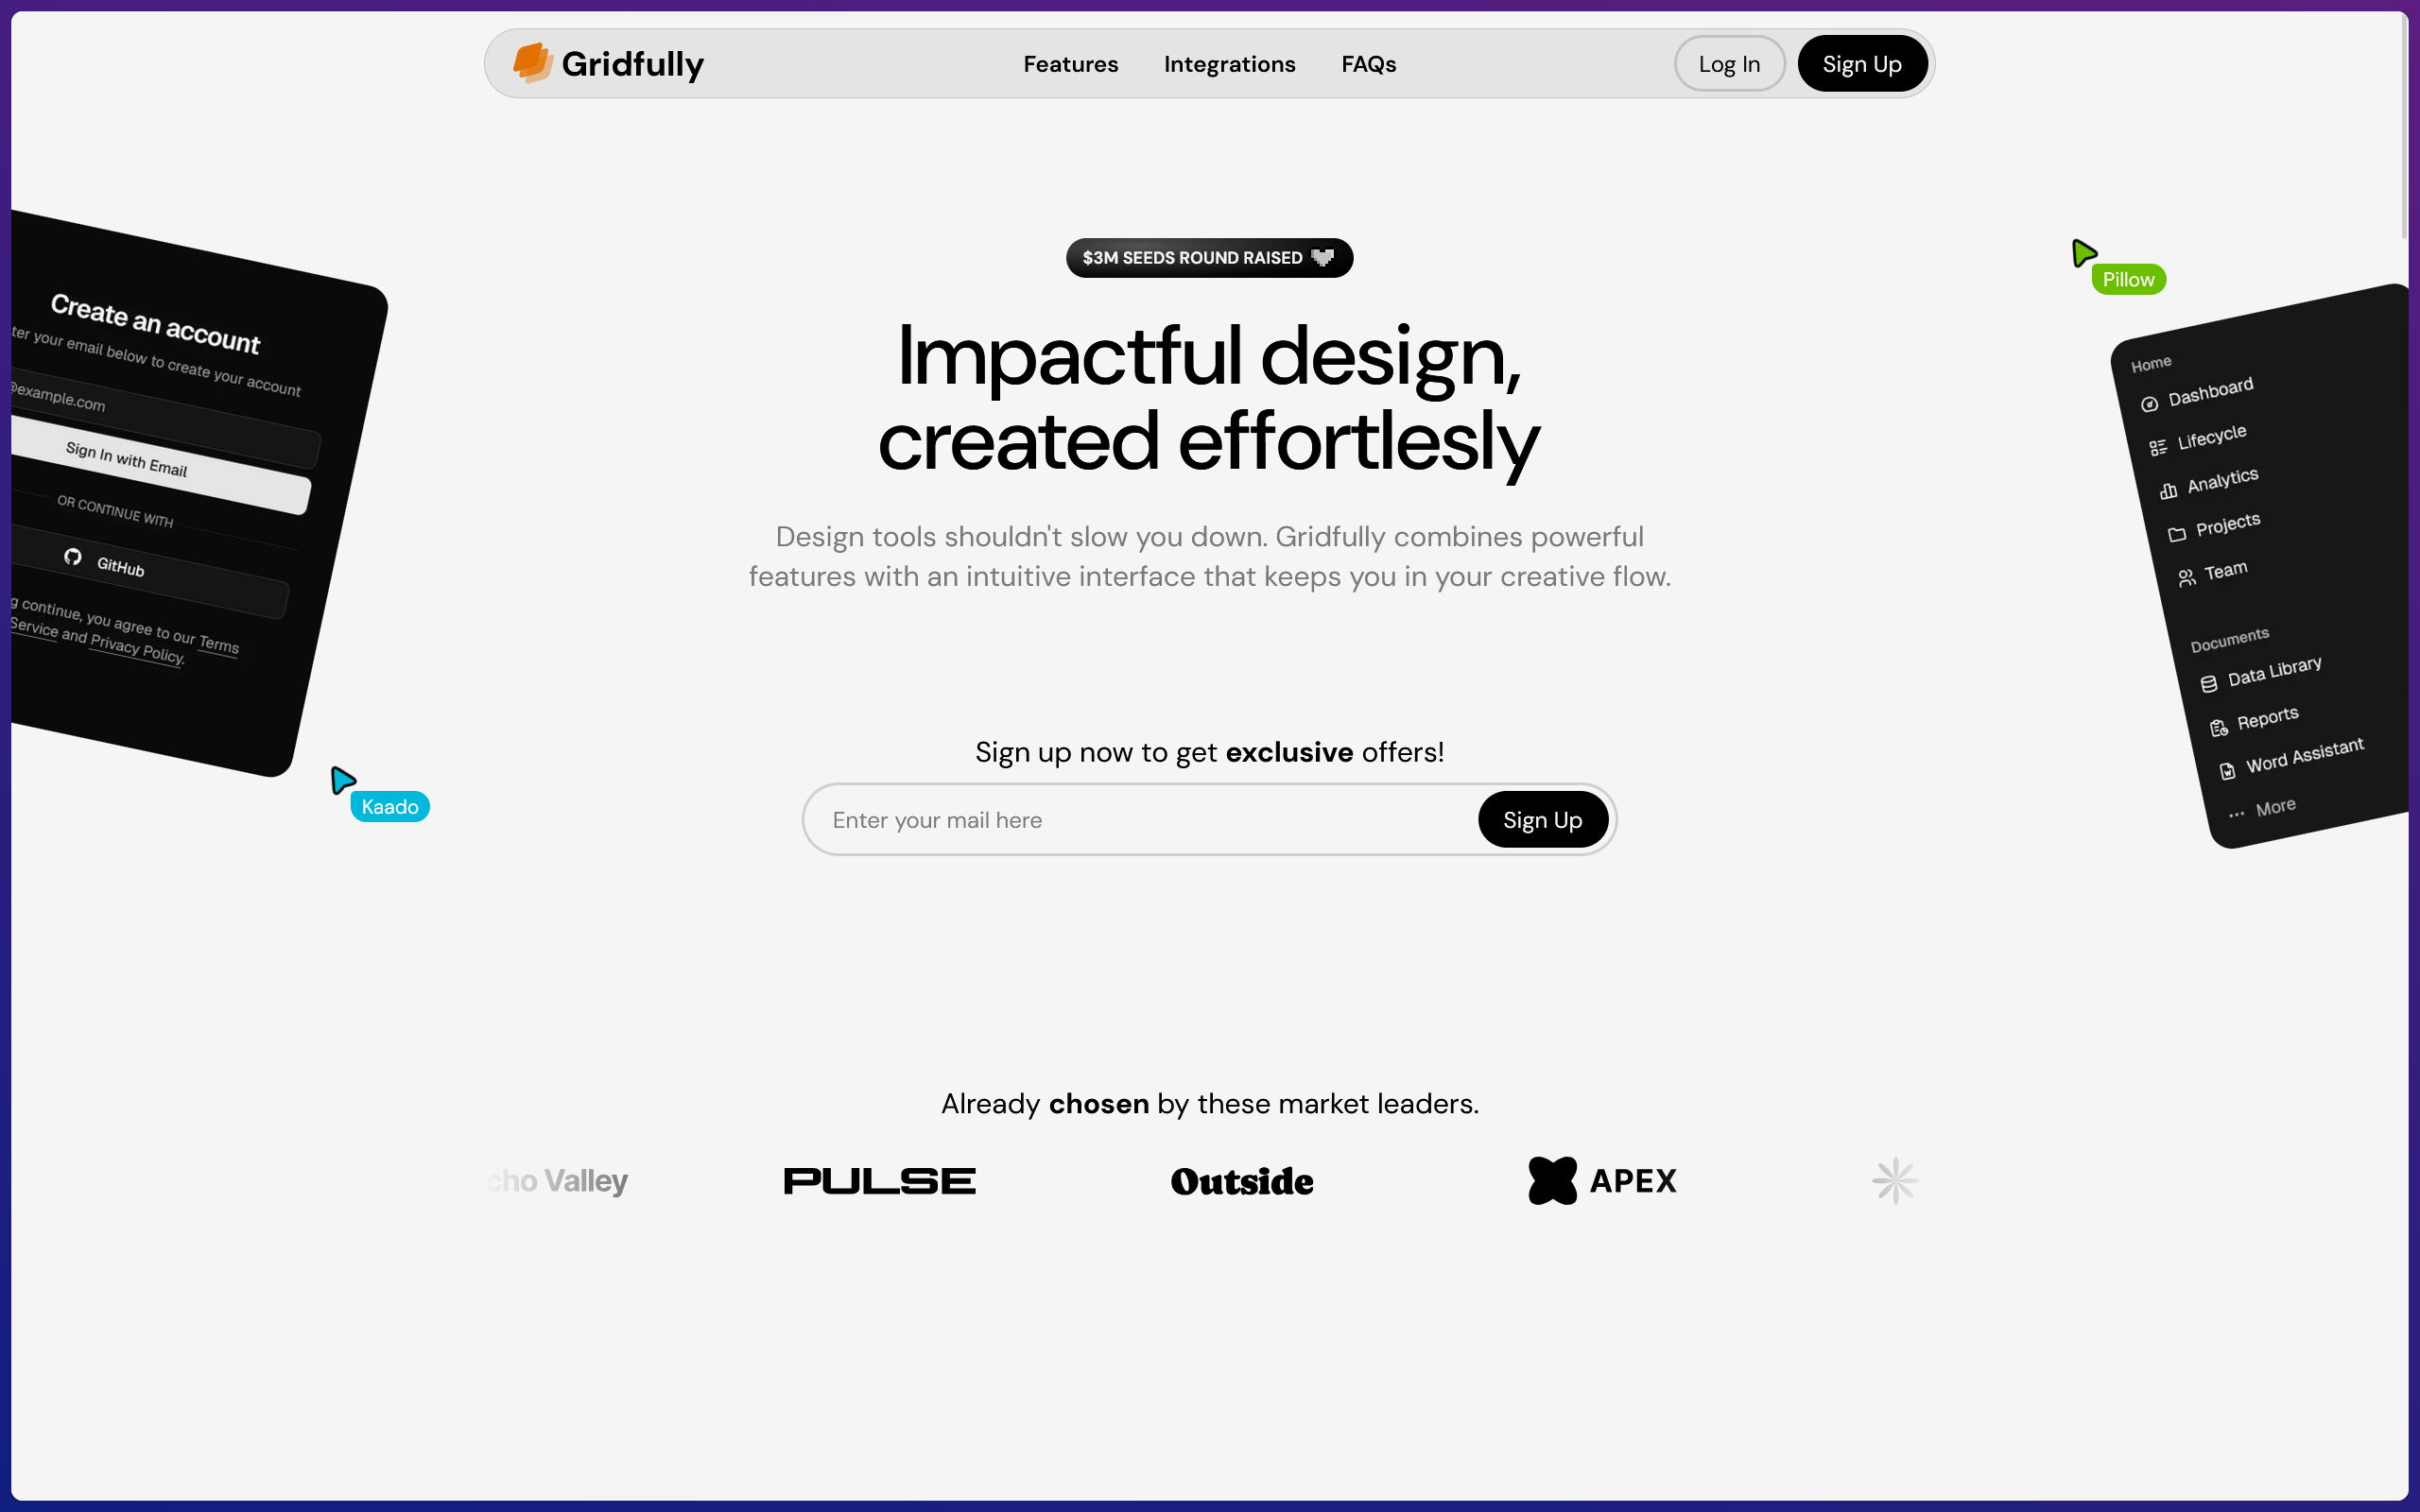 Gridfully
Features
Integrations
FAQs
Log In
Sign Up
$3M SEEDS ROUND RAISED
Impactful design,
created effortlesly
Design tools shouldn't slow you down. Gridfully combines powerful
features with an intuitive interface that keeps you in your creative flow.
Sign up now to get exclusive offers!
Enter your mail here
Sign Up
Create an account
your email below to create your account
@example.com
Sign In with Email
OR CONTINUE WITH
GitHub
continue, you agree to our Terms
Service and Privacy Policy.
Kaado
Pillow
Home
Dashboard
Lifecycle
Analytics
Projects
Team
Documents
Data Library
Reports
Word Assistant
More
Already chosen by these market leaders.
Valley
PULSE
Outside
APEX